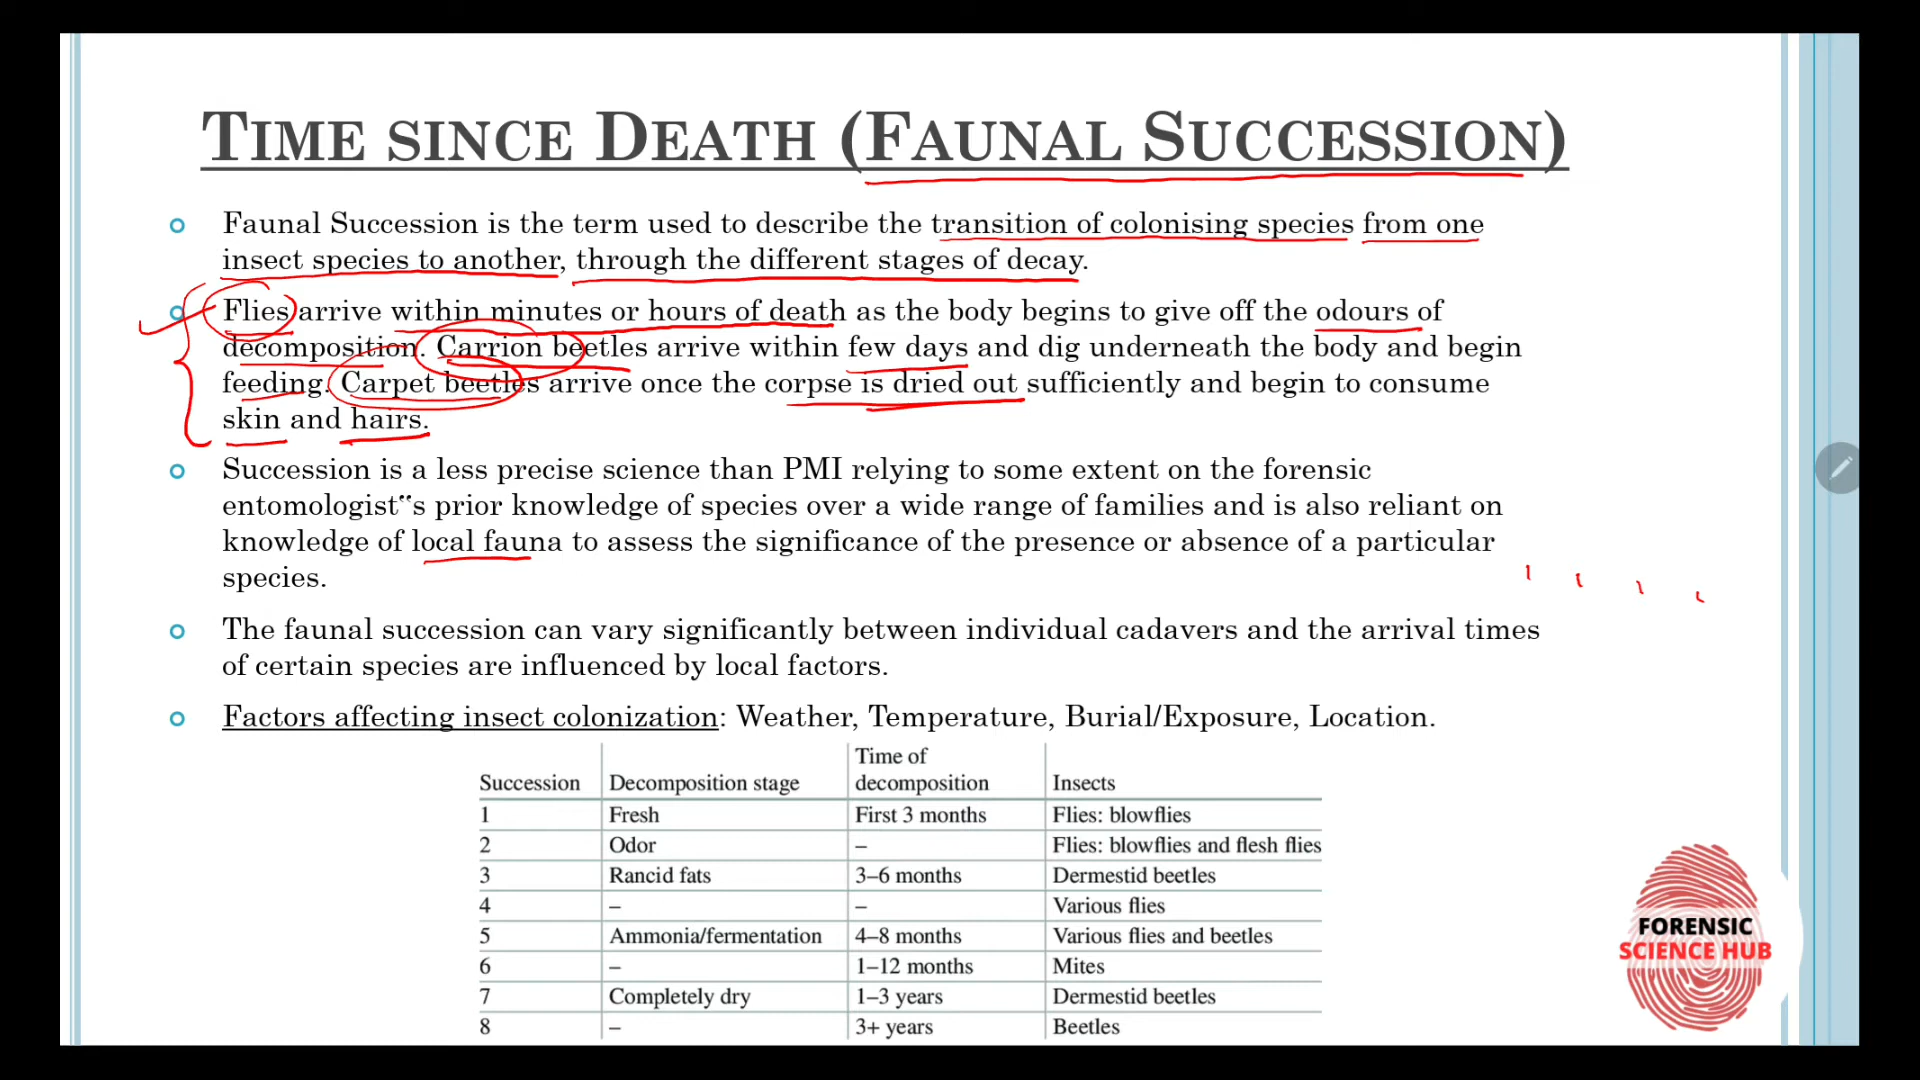 TIME SINCE DEATH (FAUNAL SUCCESSION)
Faunal Succession is the term used to describe the transition of colonising species from one
insect species to another, through the different stages of decay.
Flies arrive within minutes or hours of death as the body begins to give off the odours of
decomposition. Carrion beetles arrive within few days and dig underneath the body and begin
feeding. Carpet beetles arrive once the corpse is dried out sufficiently and begin to consume
skin and hairs.
Succession is a less precise science than PMI relying to some extent on the forensic
entomologist‟s prior knowledge of species over a wide range of families and is also reliant on
knowledge of local fauna to assess the significance of the presence or absence of a particular
species.
The faunal succession can vary significantly between individual cadavers and the arrival times
of certain species are influenced by local factors.
Factors affecting insect colonization: Weather, Temperature, Burial/Exposure, Location.
Succession Decomposition stage Time of decomposition Insects
1 Fresh First 3 months Flies: blowflies
2 Odor – Flies: blowflies and flesh flies
3 Rancid fats 3–6 months Dermestid beetles
4 – – Various flies
5 Ammonia/fermentation 4–8 months Various flies and beetles
6 – 1–12 months Mites
7 Completely dry 1–3 years Dermestid beetles
8 – 3+ years Beetles
FORENSIC
SCIENCE HUB